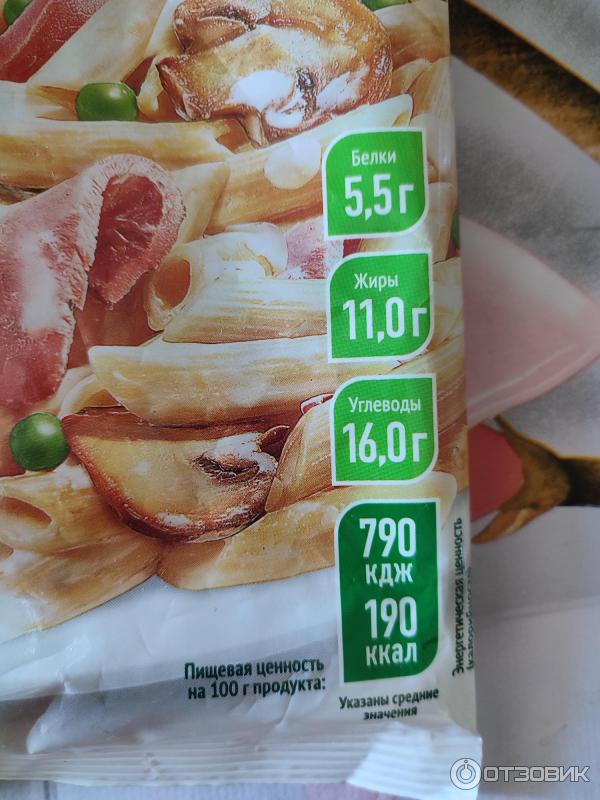 Белки
5,5 г
Жиры
11,0 г
Углеводы
16,0 г
790
кдж
190
ккал
Энергетическая ценность
(калорийность)
Пищевая ценность
на 100 г продукта:
Указаны средние
значения
ОТЗОВИК